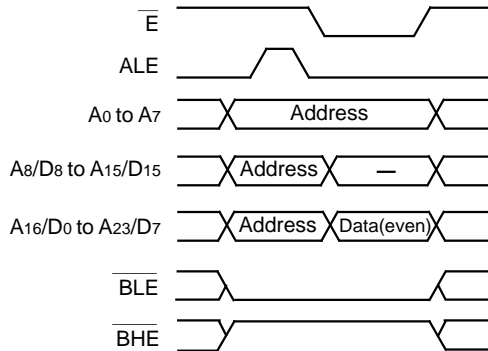 E
ALE
A0 to A7 Address
A8/D8 to A15/D15 Address –
A16/D0 to A23/D7 Address Data(even)
BLE
BHE